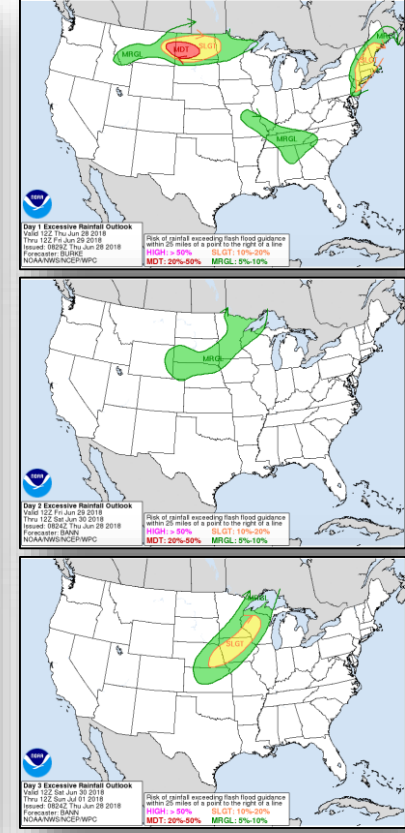 MRGL
MDT
SLGT
MRGL
SLGT
MRGL
NOAA
Day 1 Excessive Rainfall Outlook
Valid 12Z Thu Jun 28 2018
Thru 12Z Fri Jun 29 2018
Issued: 0829Z Thu Jun 28 2018
Forecaster: BURKE
NOAA/NWS/NCEP/WPC
Risk of rainfall exceeding flash flood guidance
within 25 miles of a point to the right of a line
HIGH: > 50% SLGT: 10%-20%
MDT: 20%-50% MRGL: 5%-10%
MRGL
NOAA
Day 2 Excessive Rainfall Outlook
Valid 12Z Fri Jun 29 2018
Thru 12Z Sat Jun 30 2018
Issued: 0824Z Thu Jun 28 2018
Forecaster: BANN
NOAA/NWS/NCEP/WPC
Risk of rainfall exceeding flash flood guidance
within 25 miles of a point to the right of a line
HIGH: > 50% SLGT: 10%-20%
MDT: 20%-50% MRGL: 5%-10%
MRGL
SLGT
NOAA
Day 3 Excessive Rainfall Outlook
Valid 12Z Sat Jun 30 2018
Thru 12Z Sun Jul 01 2018
Issued: 0824Z Thu Jun 28 2018
Forecaster: BANN
NOAA/NWS/NCEP/WPC
Risk of rainfall exceeding flash flood guidance
within 25 miles of a point to the right of a line
HIGH: > 50% SLGT: 10%-20%
MDT: 20%-50% MRGL: 5%-10%